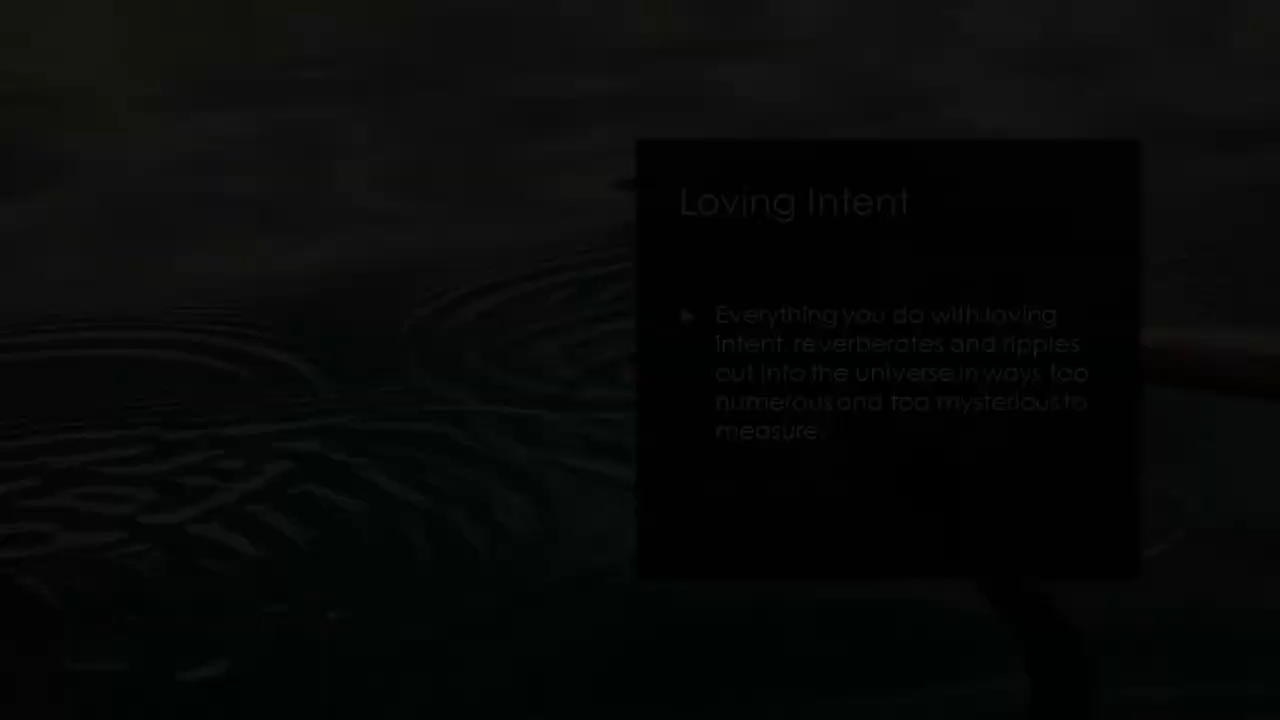 Loving Intent
Everything you do with loving
intent, reverberates and ripples
out into the universe in ways, too
numerous and too mysterious to
measure.